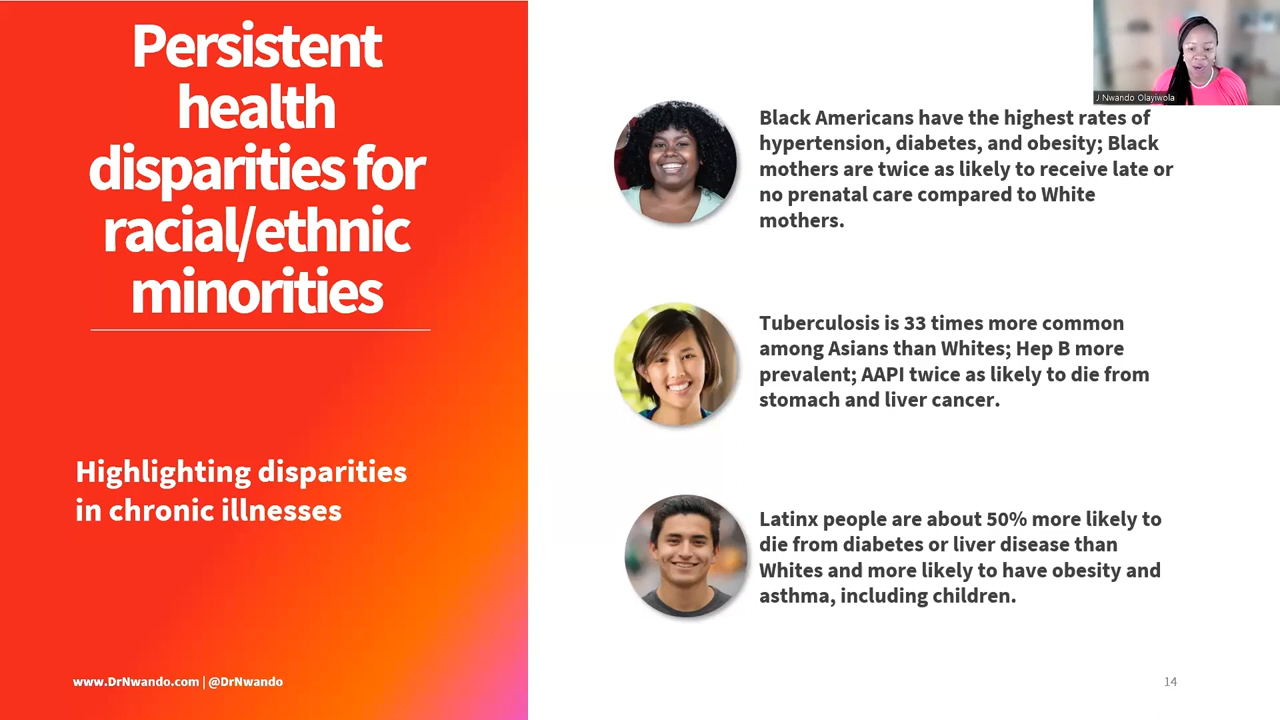 Persistent
health
disparities for
racial/ethnic
minorities
Highlighting disparities
in chronic illnesses
www.DrNwando.com | @DrNwando
J Nwando Olayiwola
Black Americans have the highest rates of
hypertension, diabetes, and obesity; Black
mothers are twice as likely to receive late or
no prenatal care compared to White
mothers.
Tuberculosis is 33 times more common
among Asians than Whites; Hep B more
prevalent; AAPI twice as likely to die from
stomach and liver cancer.
Latinx people are about 50% more likely to
die from diabetes or liver disease than
Whites and more likely to have obesity and
asthma, including children.
14